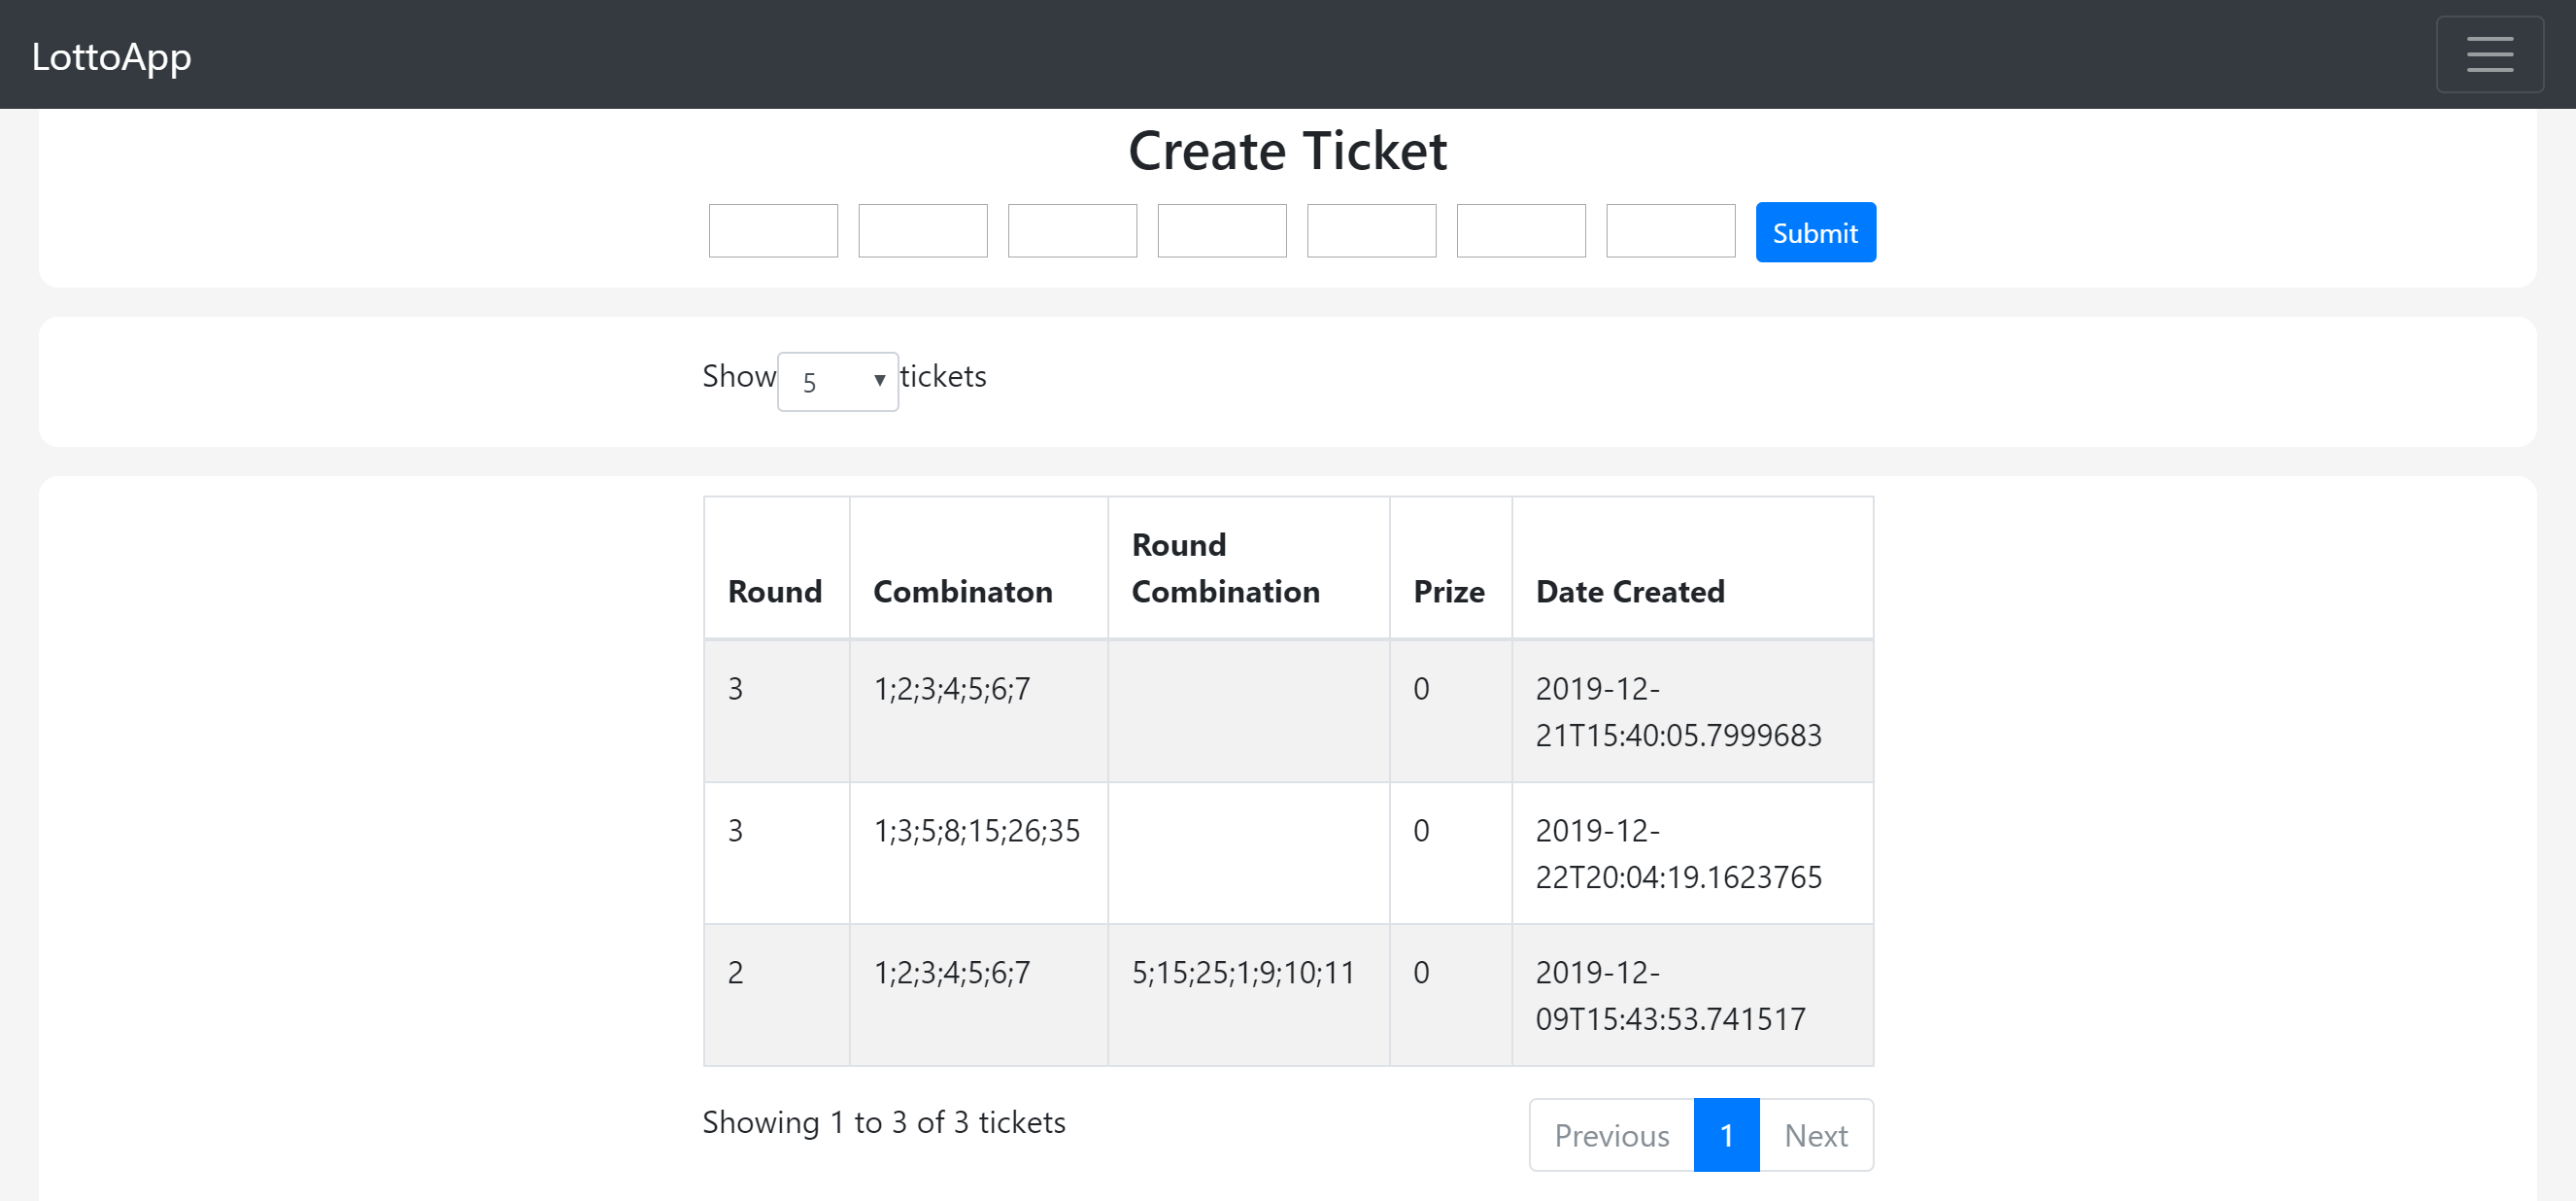 LottoApp
Create Ticket
Submit
Show 5 tickets
Round Combinaton Round Combination Prize Date Created
3 1;2;3;4;5;6;7 0 2019-12-21T15:40:05.7999683
3 1;3;5;8;15;26;35 0 2019-12-22T20:04:19.1623765
2 1;2;3;4;5;6;7 5;15;25;1;9;10;11 0 2019-12-09T15:43:53.741517
Showing 1 to 3 of 3 tickets
Previous 1 Next